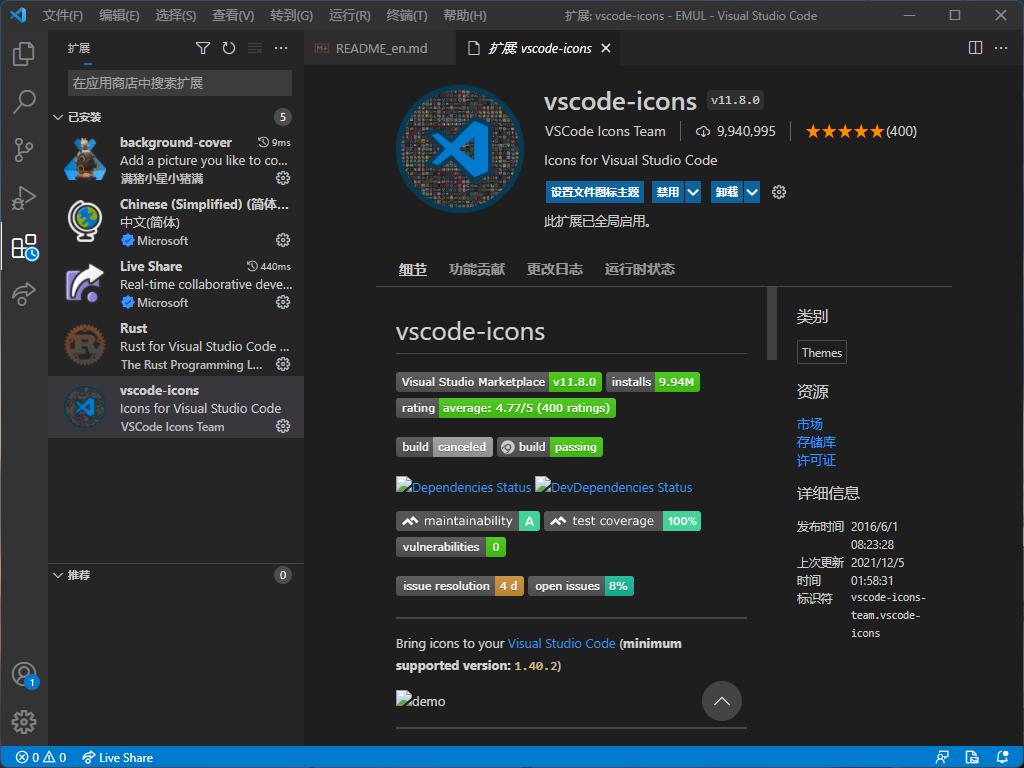 文件(F) 编辑(E) 选择(S) 查看(V) 转到(G) 运行(R) 终端(T) 帮助(H) 扩展: vscode-icons - EMUL - Visual Studio Code
扩展
README_en.md
扩展 vscode-icons
在应用商店中搜索扩展
已安装 5
background-cover 9ms
Add a picture you like to co...
满猪小星小猪满
Chinese (Simplified) (简体...
中文(简体)
Microsoft
Live Share 440ms
Real-time collaborative deve...
Microsoft
Rust
Rust for Visual Studio Code ...
The Rust Programming L...
vscode-icons
Icons for Visual Studio Code
VSCode Icons Team
推荐 0
vscode-icons v11.8.0
VSCode Icons Team 9,940,995 ★★★★★(400)
Icons for Visual Studio Code
设置文件图标主题 禁用 卸载
此扩展已全局启用。
细节 功能贡献 更改日志 运行时状态
vscode-icons
Visual Studio Marketplace v11.8.0 installs 9.94M
rating average: 4.77/5 (400 ratings)
build canceled build passing
Dependencies Status DevDependencies Status
maintainability A test coverage 100%
vulnerabilities 0
issue resolution 4 d open issues 8%
Bring icons to your Visual Studio Code (minimum
supported version: 1.40.2)
demo
类别
Themes
资源
市场
存储库
许可证
详细信息
发布时间 2016/6/1
08:23:28
上次更新 2021/12/5
时间 01:58:31
标识符 vscode-icons-
team.vscode-
icons
1
0 0 Live Share